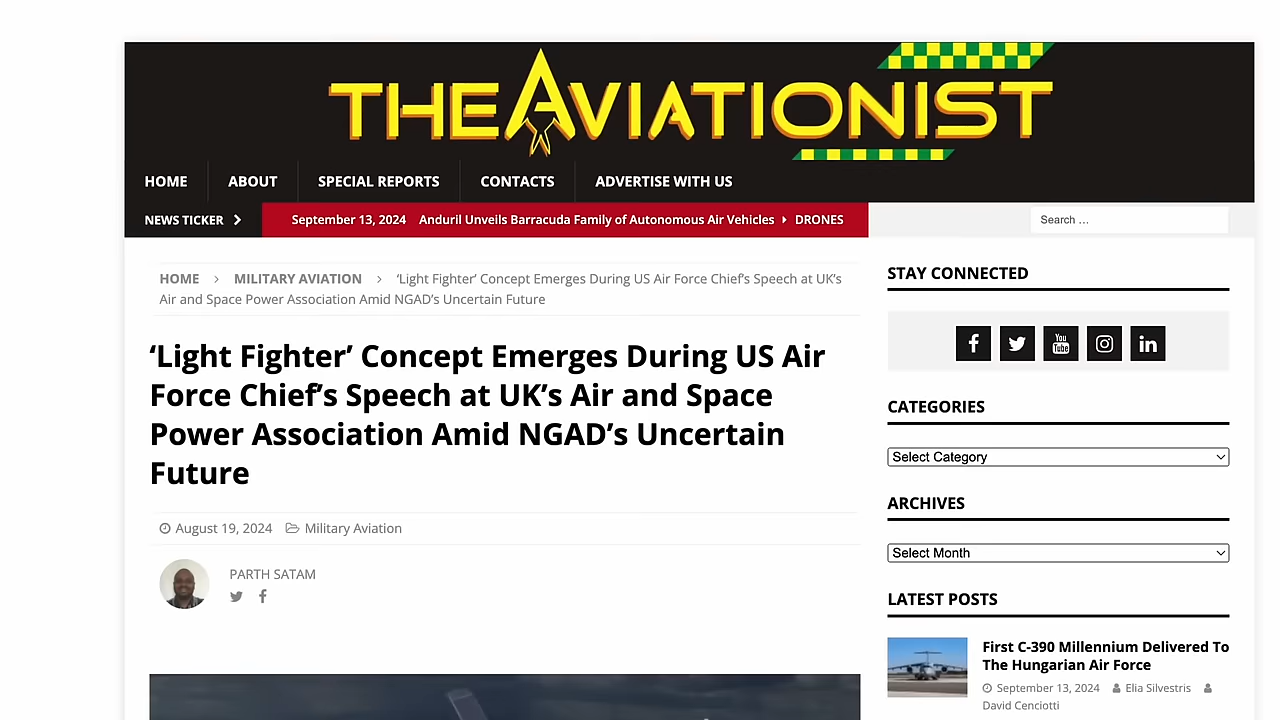 THE AVIATIONIST
HOME
ABOUT
SPECIAL REPORTS
CONTACTS
ADVERTISE WITH US
NEWS TICKER
September 13, 2024 Anduril Unveils Barracuda Family of Autonomous Air Vehicles DRONES
Search …
HOME > MILITARY AVIATION > ‘Light Fighter’ Concept Emerges During US Air Force Chief’s Speech at UK’s
Air and Space Power Association Amid NGAD’s Uncertain Future
‘Light Fighter’ Concept Emerges During US Air
Force Chief’s Speech at UK’s Air and Space
Power Association Amid NGAD’s Uncertain
Future
August 19, 2024 Military Aviation
PARTH SATAM
STAY CONNECTED
You
Tube
in
CATEGORIES
Select Category
ARCHIVES
Select Month
LATEST POSTS
First C-390 Millennium Delivered To
The Hungarian Air Force
September 13, 2024 Elia Silvestris
David Cenciotti